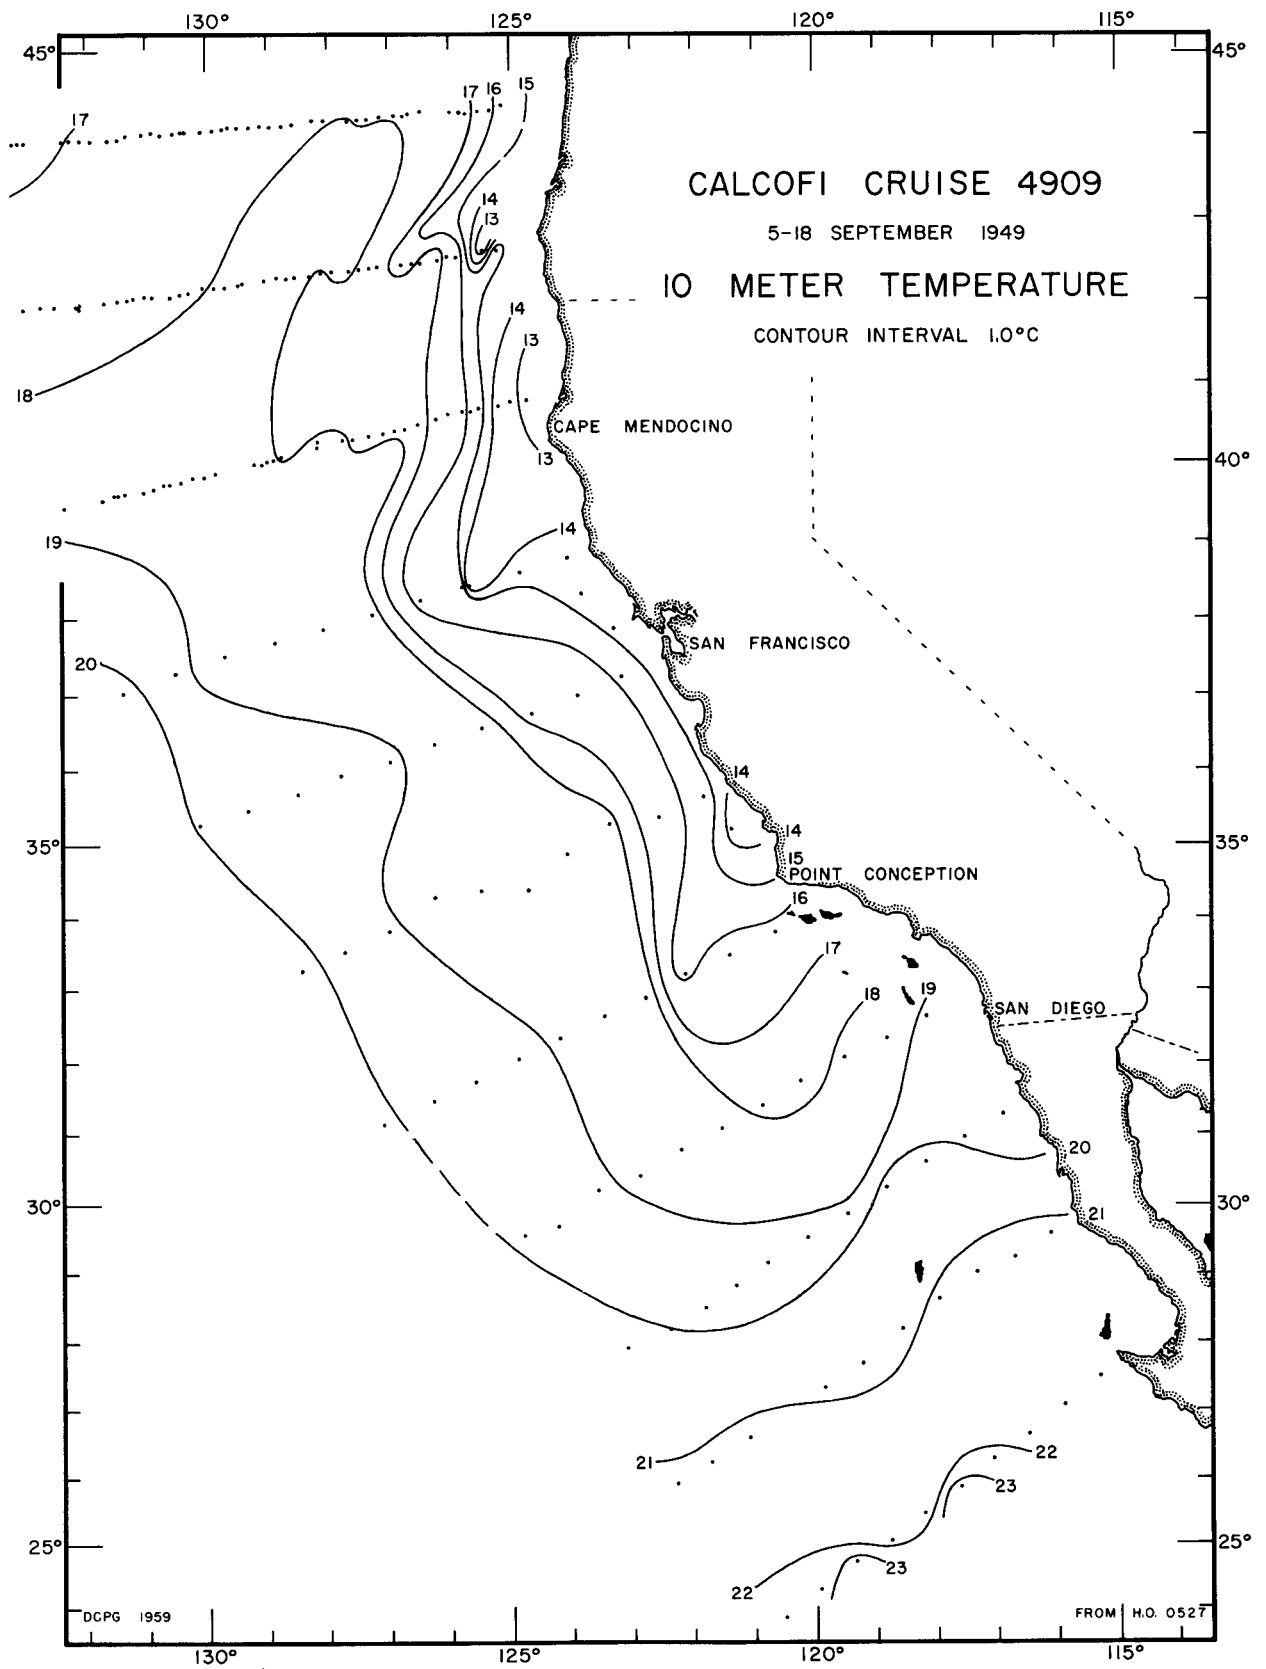 130° 125° 120° 115°
45° 45°
17 16 15
17
CALCOFI CRUISE 4909
14
13
5-18 SEPTEMBER 1949
10 METER TEMPERATURE
14
CONTOUR INTERVAL 1.0°C
13
18
CAPE MENDOCINO
13 40°
14
19
SAN FRANCISCO
20
14
14
35° 35°
15
POINT CONCEPTION
16
17
18 19
SAN DIEGO
20
30° 30°
21
21 22
23
25° 25°
23
22
DCPG 1959 FROM H.O. 0527
130° 125° 120° 115°